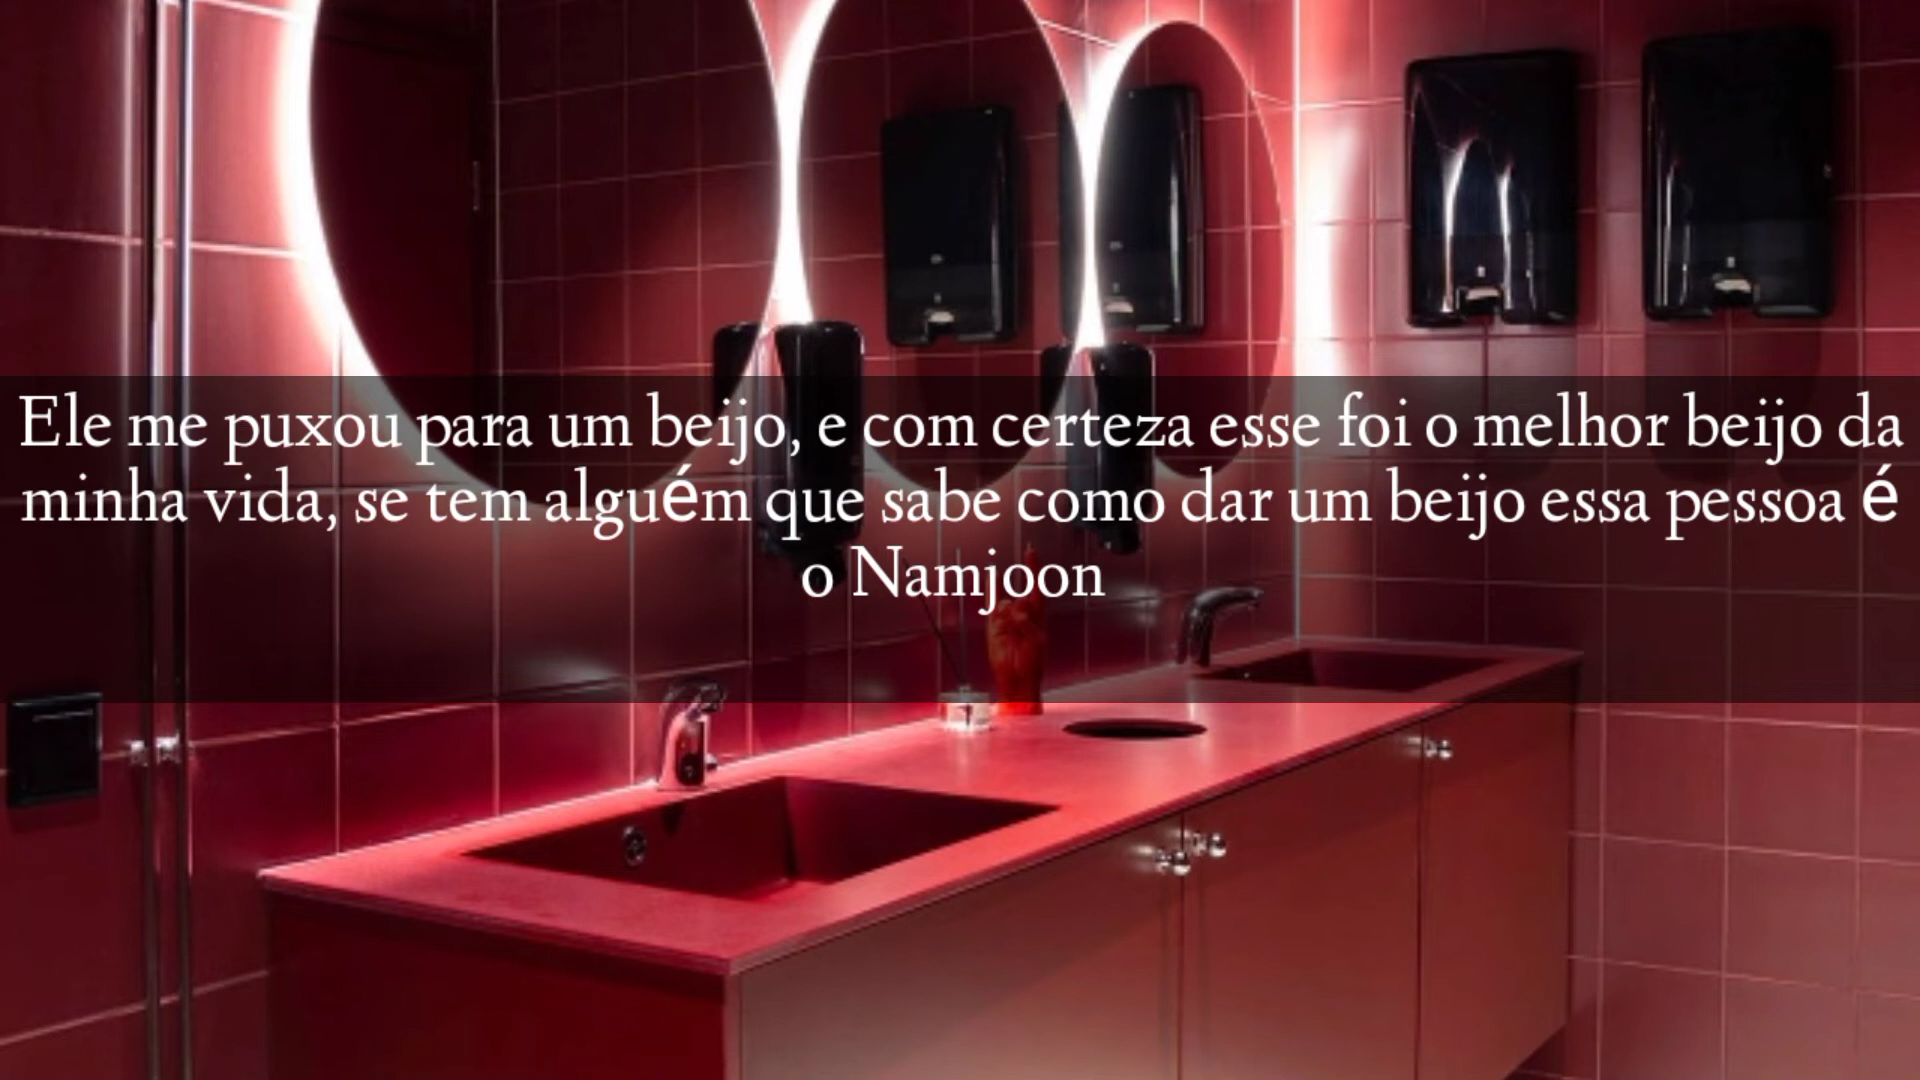 Ele me puxou para um beijo, e com certeza esse foi o melhor beijo da
minha vida, se tem alguém que sabe como dar um beijo essa pessoa é
o Namjoon